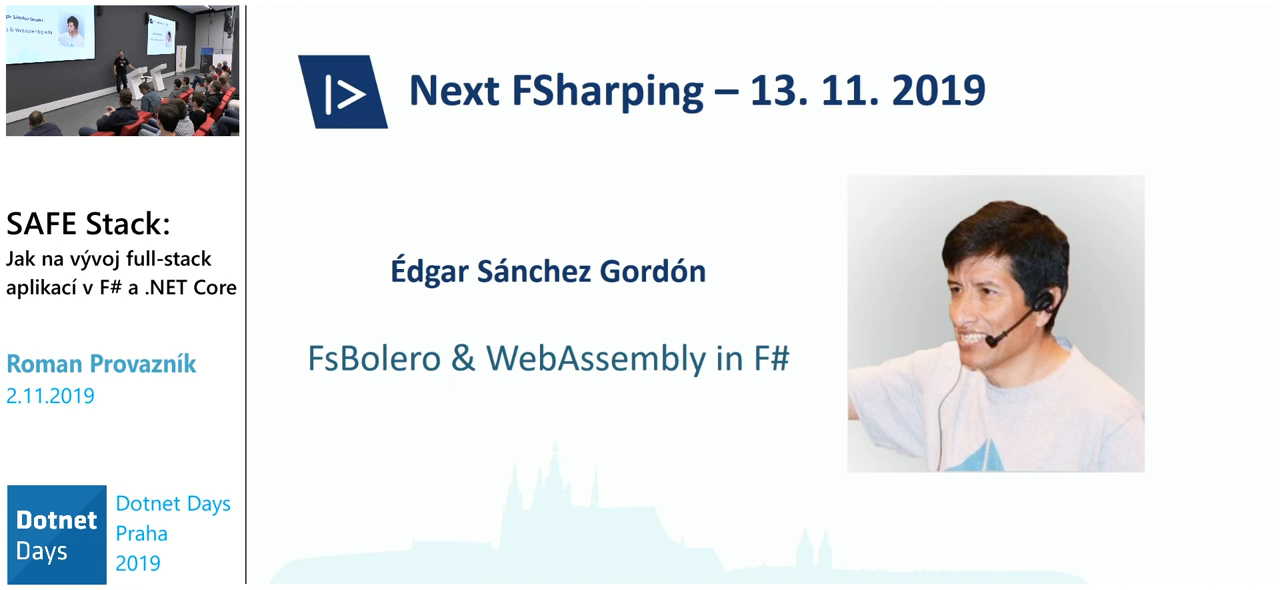 SAFE Stack:
Jak na vývoj full-stack
aplikací v F# a .NET Core
Roman Provazník
2.11.2019
Dotnet
Days
Dotnet Days
Praha
2019
|> Next FSharping – 13. 11. 2019
Édgar Sánchez Gordón
FsBolero & WebAssembly in F#